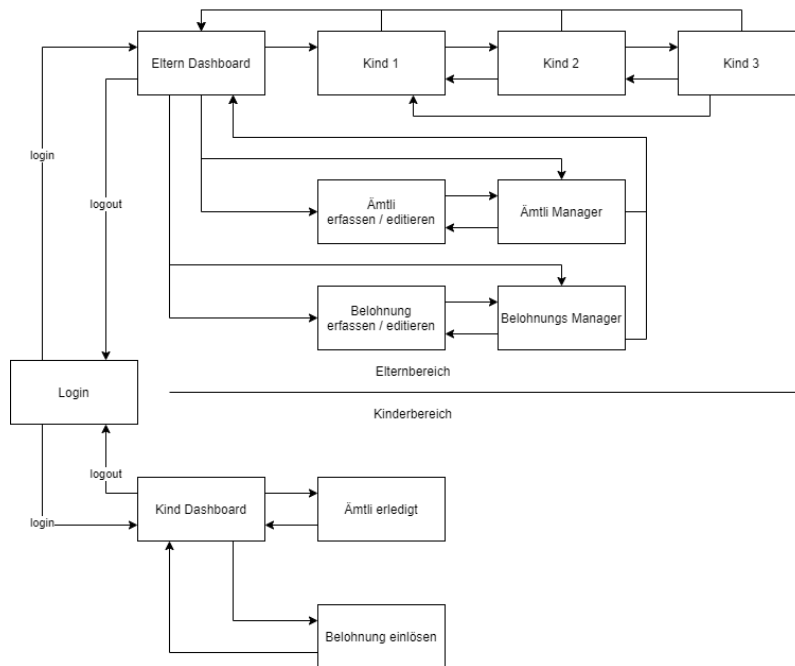 Eltern Dashboard
Kind 1
Kind 2
Kind 3
login
logout
Ämtli
erfassen / editieren
Ämtli Manager
Belohnung
erfassen / editieren
Belohnungs Manager
Elternbereich
Login
Kinderbereich
logout
login
Kind Dashboard
Ämtli erledigt
Belohnung einlösen